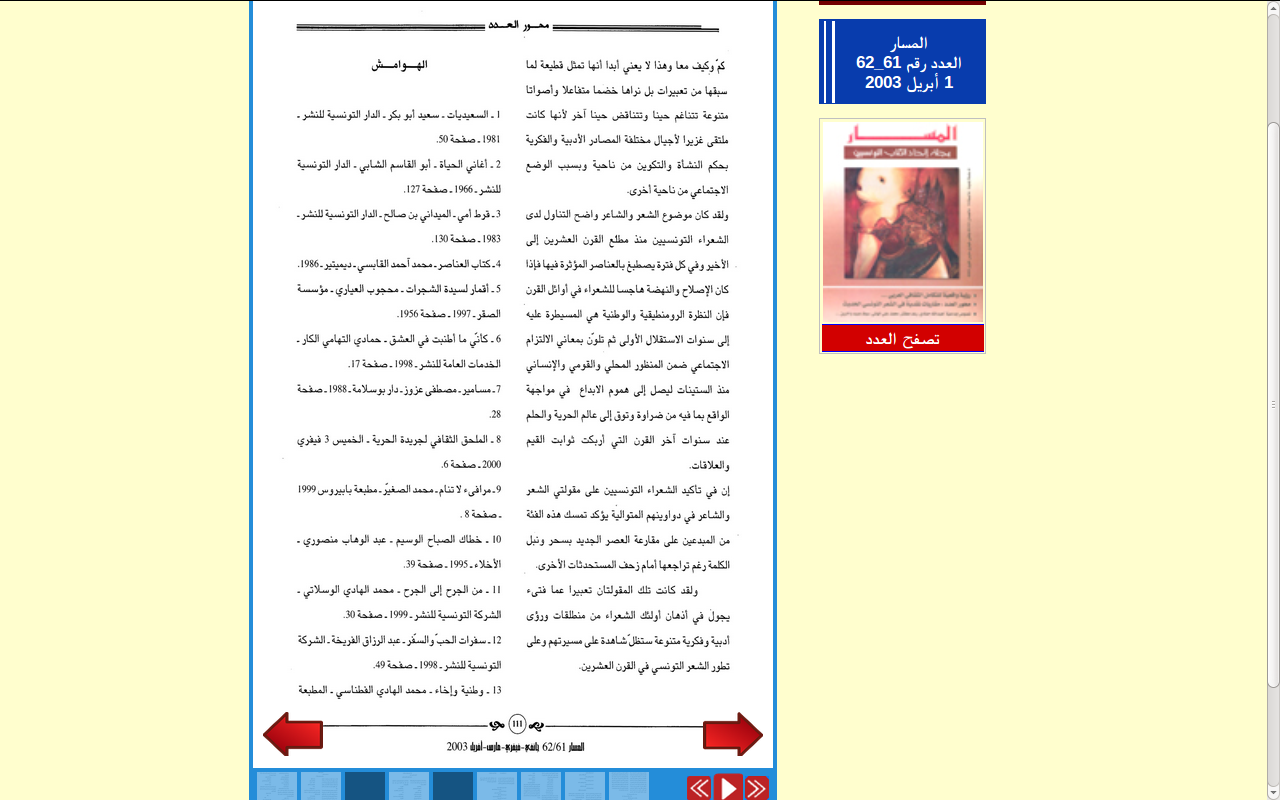 محـــور العـــدد
كمّ وكيف معا وهذا لا يعني أبدا أنها تمثل قطيعة لما
سبقها من تعبيرات بل نراها خضما متفاعلا وأصواتا
متنوعة تتناغم حينا وتتناقض حينا آخر لأنها كانت
ملتقى غزيرا لأجيال مختلفة المصادر الأدبية والفكرية
بحكم النشأة والتكوين من ناحية وبسبب الوضع
الاجتماعي من ناحية أخرى.
ولقد كان موضوع الشعر والشاعر واضح التناول لدى
الشعراء التونسيين منذ مطلع القرن العشرين إلى
الأخير وفي كل فترة يصطبغ بالعناصر المؤثرة فيها فإذا
كان الإصلاح والنهضة هاجسا للشعراء في أوائل القرن
فإن النظرة الرومنطيقية والوطنية هي المسيطرة عليه
إلى سنوات الاستقلال الأولى ثم تلوّن بمعاني الالتزام
الاجتماعي ضمن المنظور المحلي والقومي والإنساني
منذ الستينات ليصل إلى هموم الابداع في مواجهة
الواقع بما فيه من ضراوة وتوق إلى عالم الحرية والحلم
عند سنوات آخر القرن التي أربكت ثوابت القيم
والعلاقات.
إن في تأكيد الشعراء التونسيين على مقولتي الشعر
والشاعر في دواوينهم المتوالية يؤكد تمسك هذه الفئة
من المبدعين على مقارعة العصر الجديد بسحر ونبل
الكلمة رغم تراجعها أمام زحف المستحدثات الأخرى.
ولقد كانت تلك المقولتان تعبيرا عما فتىء
يجول في أذهان أولئك الشعراء من منطلقات ورؤى
أدبية وفكرية متنوعة ستظلّ شاهدة على مسيرتهم وعلى
تطور الشعر التونسي في القرن العشرين.
الهـوامــش
1 ـ السعيديات ـ سعيد أبو بكر ـ الدار التونسية للنشر ـ
1981 ـ صفحة 50.
2 ـ أغاني الحياة ـ أبو القاسم الشابي ـ الدار التونسية
للنشر ـ 1966 ـ صفحة 127.
3 ـ قرط أمي ـ الميداني بن صالح ـ الدار التونسية للنشر ـ
1983 ـ صفحة 130.
4 ـ كتاب العناصر ـ محمد أحمد القابسي ـ ديميتير ـ 1986.
5 ـ أقمار لسيدة الشجرات ـ محجوب العياري ـ مؤسسة
الصقر ـ 1997 ـ صفحة 1956.
6 ـ كأنّي ما أطنبت في العشق ـ حمادي التهامي الكار ـ
الخدمات العامة للنشر ـ 1998 ـ صفحة 17.
7 ـ مسامير ـ مصطفى عزوز ـ دار بوسلامة ـ 1988 ـ صفحة
28.
8 ـ الملحق الثقافي لجريدة الحرية ـ الخميس 3 فيفري
2000 ـ صفحة 6.
9 ـ مرافىء لا تنام ـ محمد الصغيّر ـ مطبعة بابيروس 1999
ـ صفحة 8 .
10 ـ خطاك الصباح الوسيم ـ عبد الوهاب منصوري ـ
الأخلاء ـ 1995 ـ صفحة 39.
11 ـ من الجرح إلى الجرح ـ محمد الهادي الوسلاتي ـ
الشركة التونسية للنشر ـ 1999 ـ صفحة 30.
12 ـ سفرات الحبّ والسفّر ـ عبد الرزاق الفريخة ـ الشركة
التونسية للنشر ـ 1998 ـ صفحة 49.
13 ـ وطنية وإخاء ـ محمد الهادي الفطناسي ـ المطبعة
111
المسار 62/61 جانفي-فيفري-مارس-أفريل 2003
المسار
العدد رقم 61_62
1 أبريل 2003
المسار
مجلة إتحاد الكتاب التونسيين
تصفح العدد